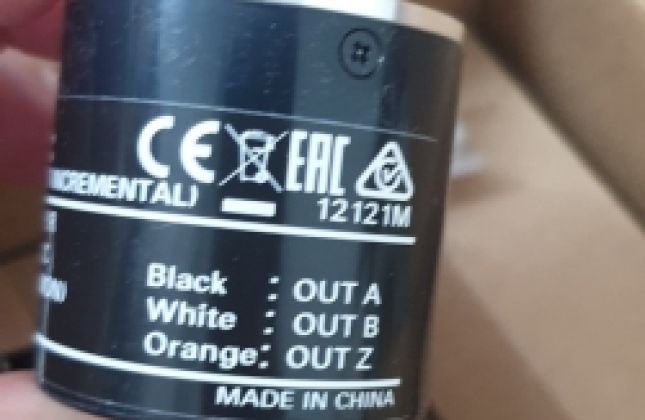 CE EAC
INCREMENTAL)
12121M
Black : OUT A
White : OUT B
Orange: OUT Z
MADE IN CHINA